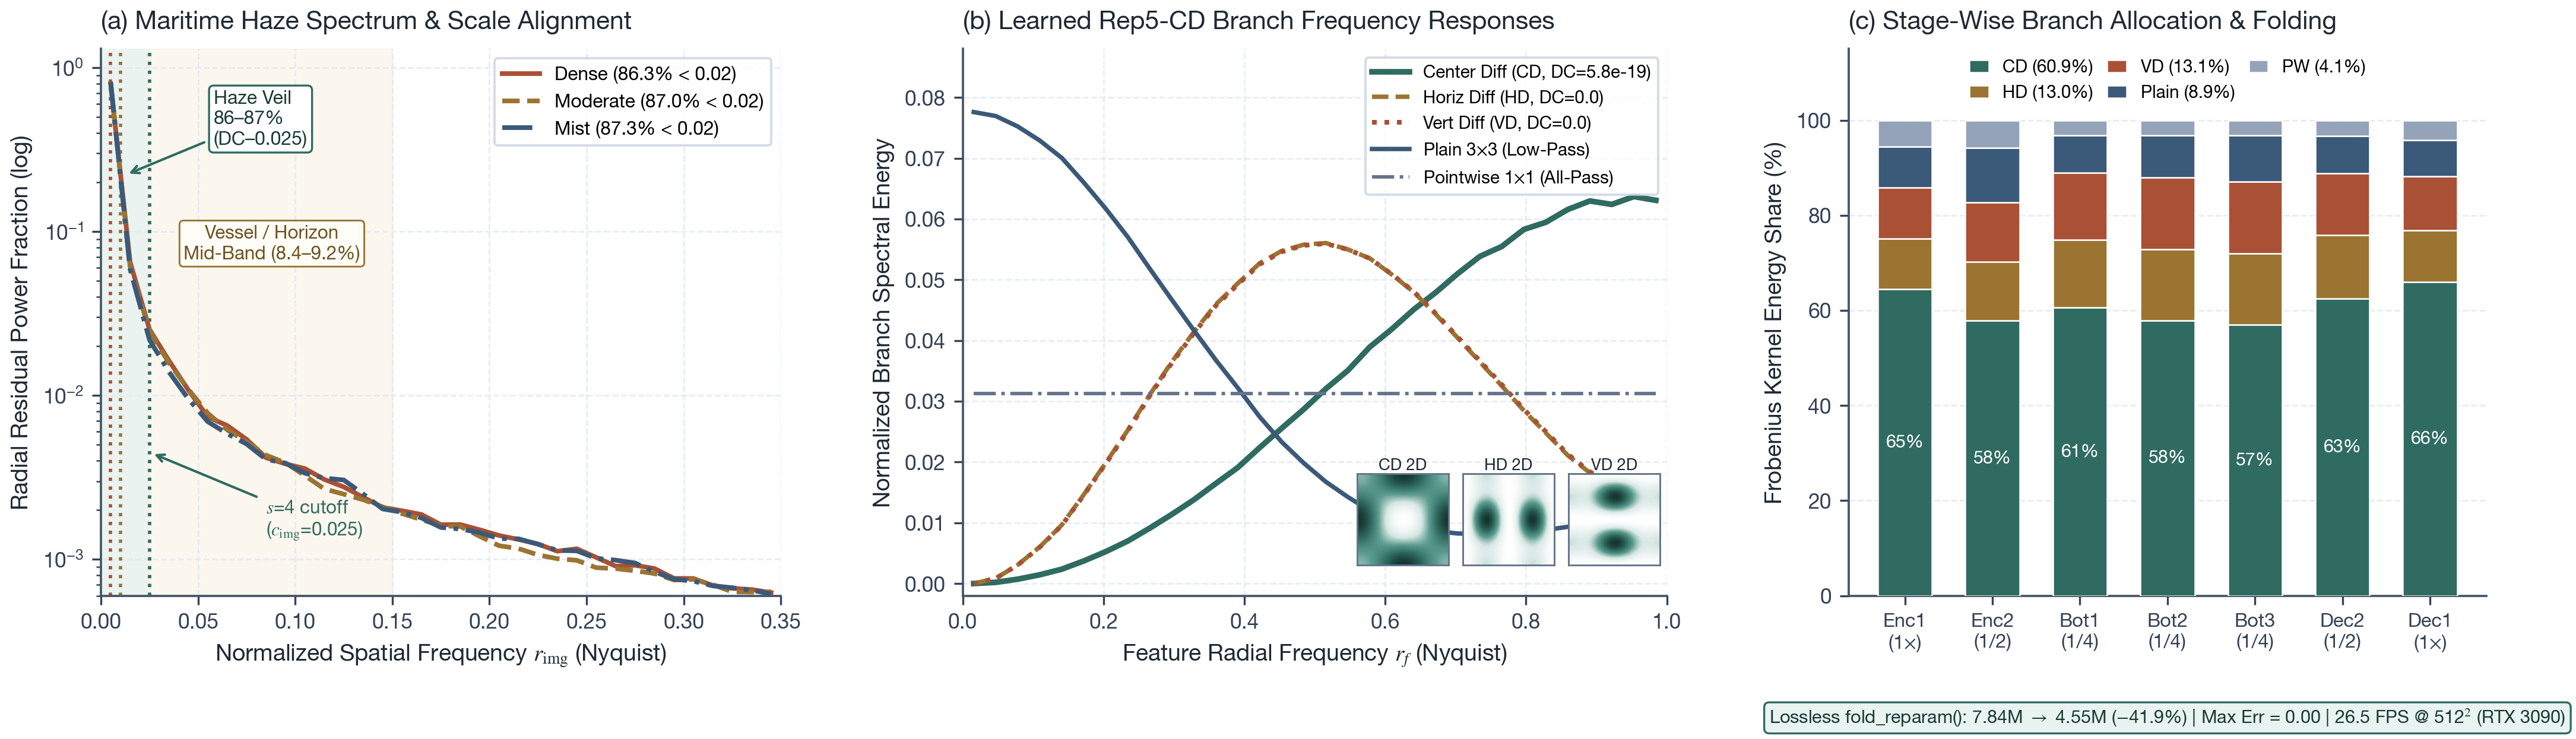 (a) Maritime Haze Spectrum & Scale Alignment
Radial Residual Power Fraction (log)
10⁰
10⁻¹
10⁻²
10⁻³
Dense (86.3% < 0.02)
Moderate (87.0% < 0.02)
Mist (87.3% < 0.02)
Haze Veil
86–87%
(DC–0.025)
Vessel / Horizon
Mid-Band (8.4–9.2%)
s=4 cutoff
(c_img=0.025)
0.00 0.05 0.10 0.15 0.20 0.25 0.30 0.35
Normalized Spatial Frequency r_img (Nyquist)
(b) Learned Rep5-CD Branch Frequency Responses
Normalized Branch Spectral Energy
0.08
0.07
0.06
0.05
0.04
0.03
0.02
0.01
0.00
Center Diff (CD, DC=5.8e-19)
Horiz Diff (HD, DC=0.0)
Vert Diff (VD, DC=0.0)
Plain 3×3 (Low-Pass)
Pointwise 1×1 (All-Pass)
CD 2D
HD 2D
VD 2D
0.0 0.2 0.4 0.6 0.8 1.0
Feature Radial Frequency r_f (Nyquist)
(c) Stage-Wise Branch Allocation & Folding
Frobenius Kernel Energy Share (%)
CD (60.9%) VD (13.1%) PW (4.1%)
HD (13.0%) Plain (8.9%)
100
80
60
40
20
0
65% 58% 61% 58% 57% 63% 66%
Enc1 Enc2 Bot1 Bot2 Bot3 Dec2 Dec1
(1×) (1/2) (1/4) (1/4) (1/4) (1/2) (1×)
Lossless fold_reparam(): 7.84M → 4.55M (−41.9%) | Max Err = 0.00 | 26.5 FPS @ 512² (RTX 3090)